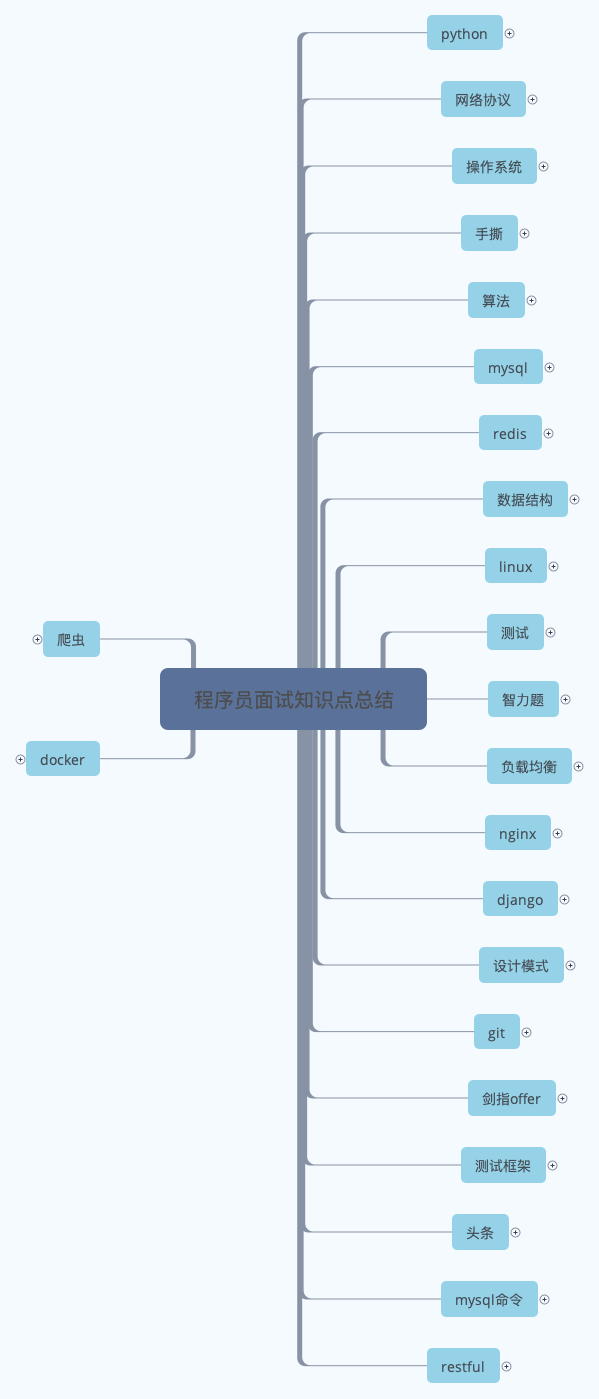 python
网络协议
操作系统
手撕
算法
mysql
redis
数据结构
linux
测试
爬虫
程序员面试知识点总结
智力题
docker
负载均衡
nginx
django
设计模式
git
剑指offer
测试框架
头条
mysql命令
restful